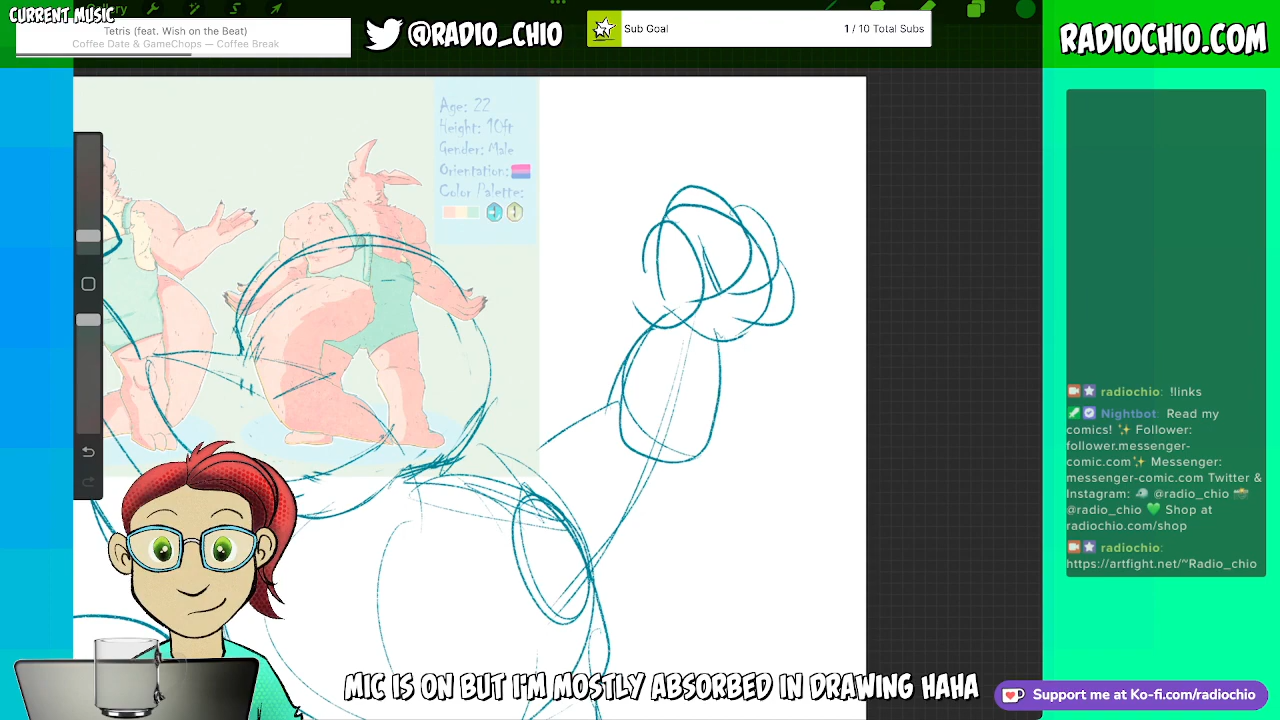 CURRENT MUSIC
Tetris (feat. Wish on the Beat)
Coffee Date & GameChops — Coffee Break
@RADIO_CHIO
Sub Goal
1 / 10 Total Subs
RADIOCHIO.COM
Age: 22
Height: 10ft
Gender: Male
Orientation:
Color Palette:
radiochio: !links
Nightbot: Read my
comics! ✨ Follower:
follower.messenger-
comic.com✨ Messenger:
messenger-comic.com Twitter &
Instagram: @radio_chio
@radio_chio 💚 Shop at
radiochio.com/shop
radiochio:
https://artfight.net/~Radio_chio
MIC IS ON BUT I'M MOSTLY ABSORBED IN DRAWING HAHA
Support me at Ko-fi.com/radiochio